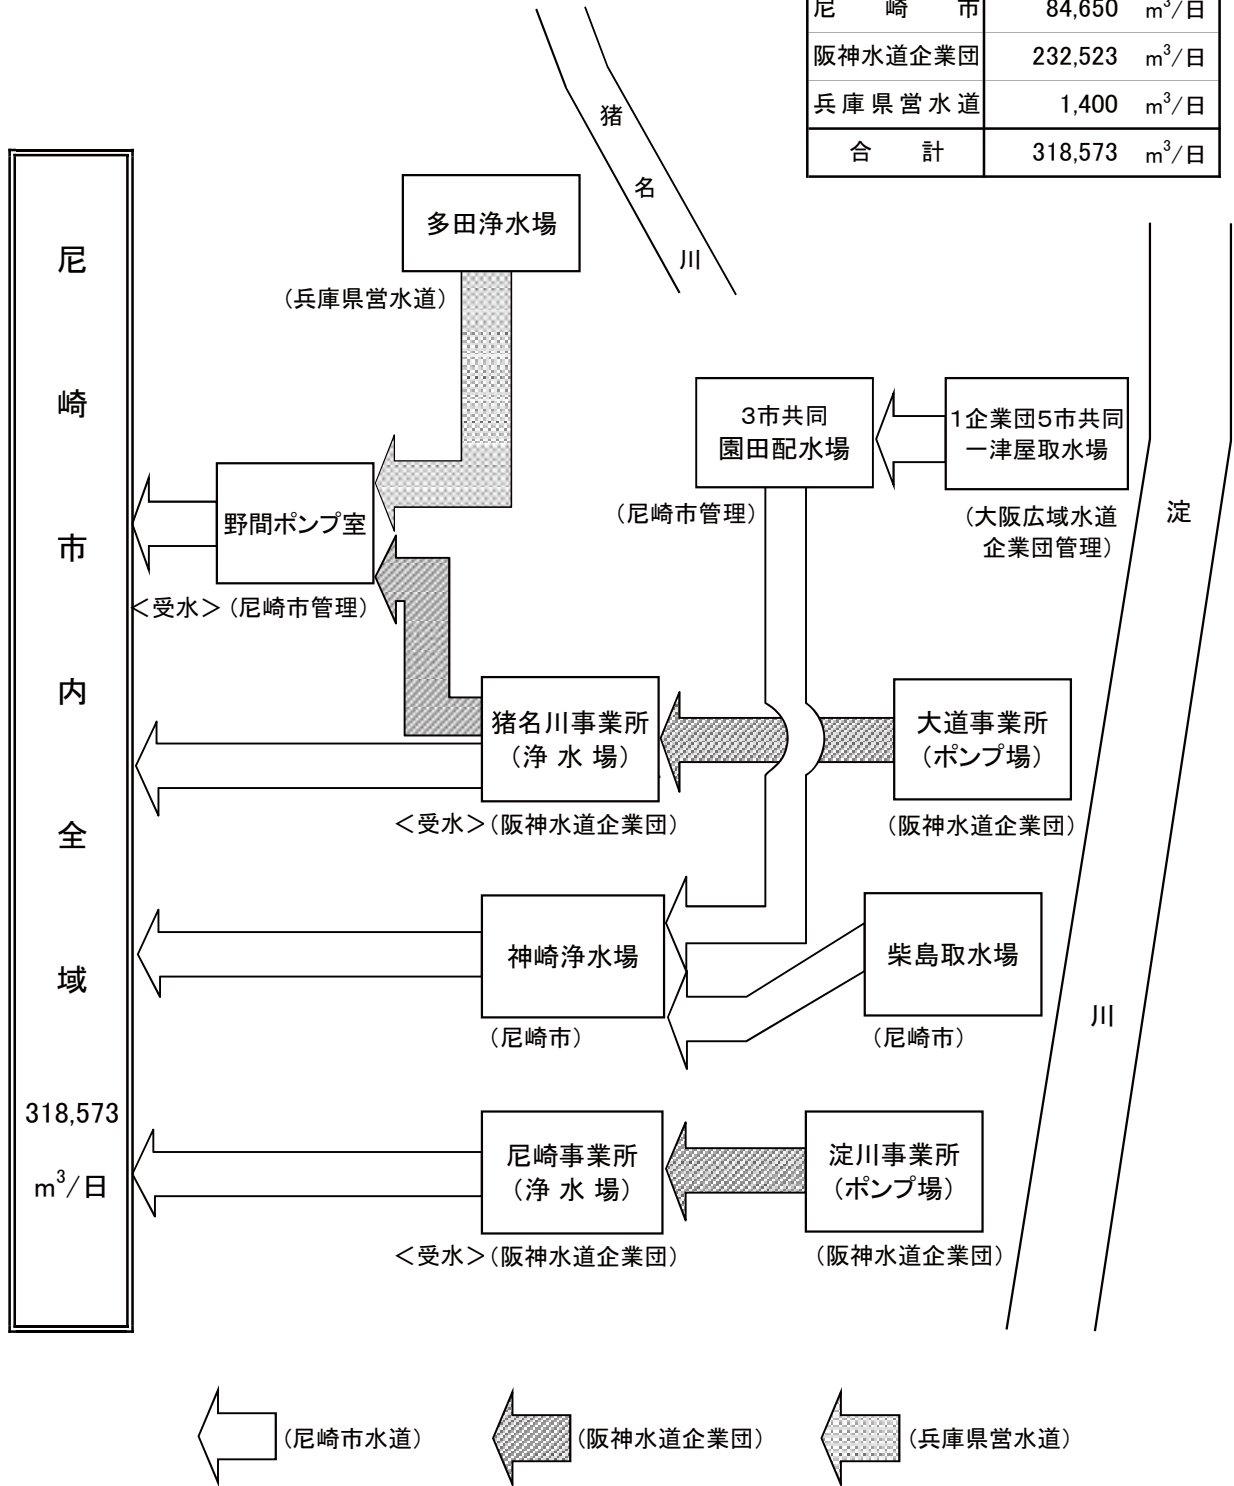 尼崎市 84,650 m³/日
阪神水道企業団 232,523 m³/日
兵庫県営水道 1,400 m³/日
合計 318,573 m³/日
猪名川
尼崎市内全域
318,573
m³/日
多田浄水場
(兵庫県営水道)
3市共同
園田配水場
(尼崎市管理)
1企業団5市共同
一津屋取水場
(大阪広域水道
企業団管理)
淀川
野間ポンプ室
<受水>(尼崎市管理)
猪名川事業所
(浄水場)
<受水>(阪神水道企業団)
大道事業所
(ポンプ場)
(阪神水道企業団)
神崎浄水場
(尼崎市)
柴島取水場
(尼崎市)
尼崎事業所
(浄水場)
<受水>(阪神水道企業団)
淀川事業所
(ポンプ場)
(阪神水道企業団)
(尼崎市水道)
(阪神水道企業団)
(兵庫県営水道)